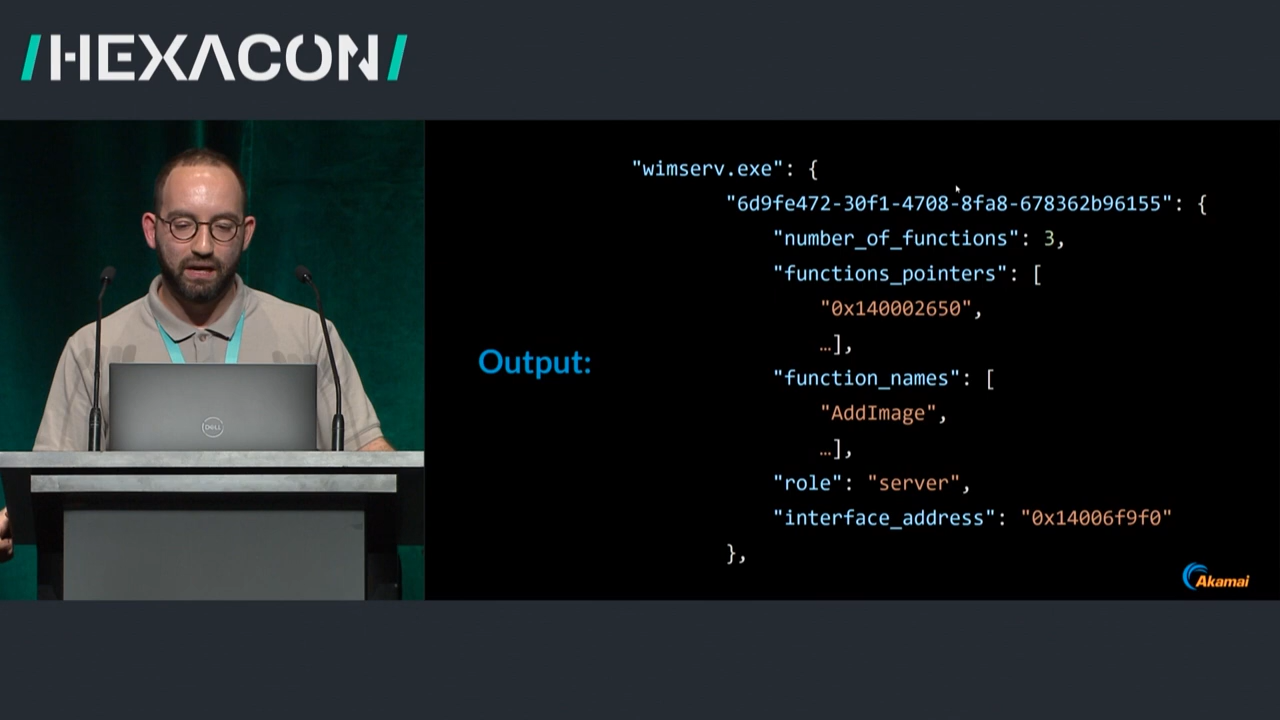 /HEXACON/
"wimserv.exe": {
"6d9fe472-30f1-4708-8fa8-678362b96155": {
"number_of_functions": 3,
"functions_pointers": [
"0x140002650",
…],
Output:
"function_names": [
"AddImage",
…],
"role": "server",
"interface_address": "0x14006f9f0"
},
Akamai
DELL